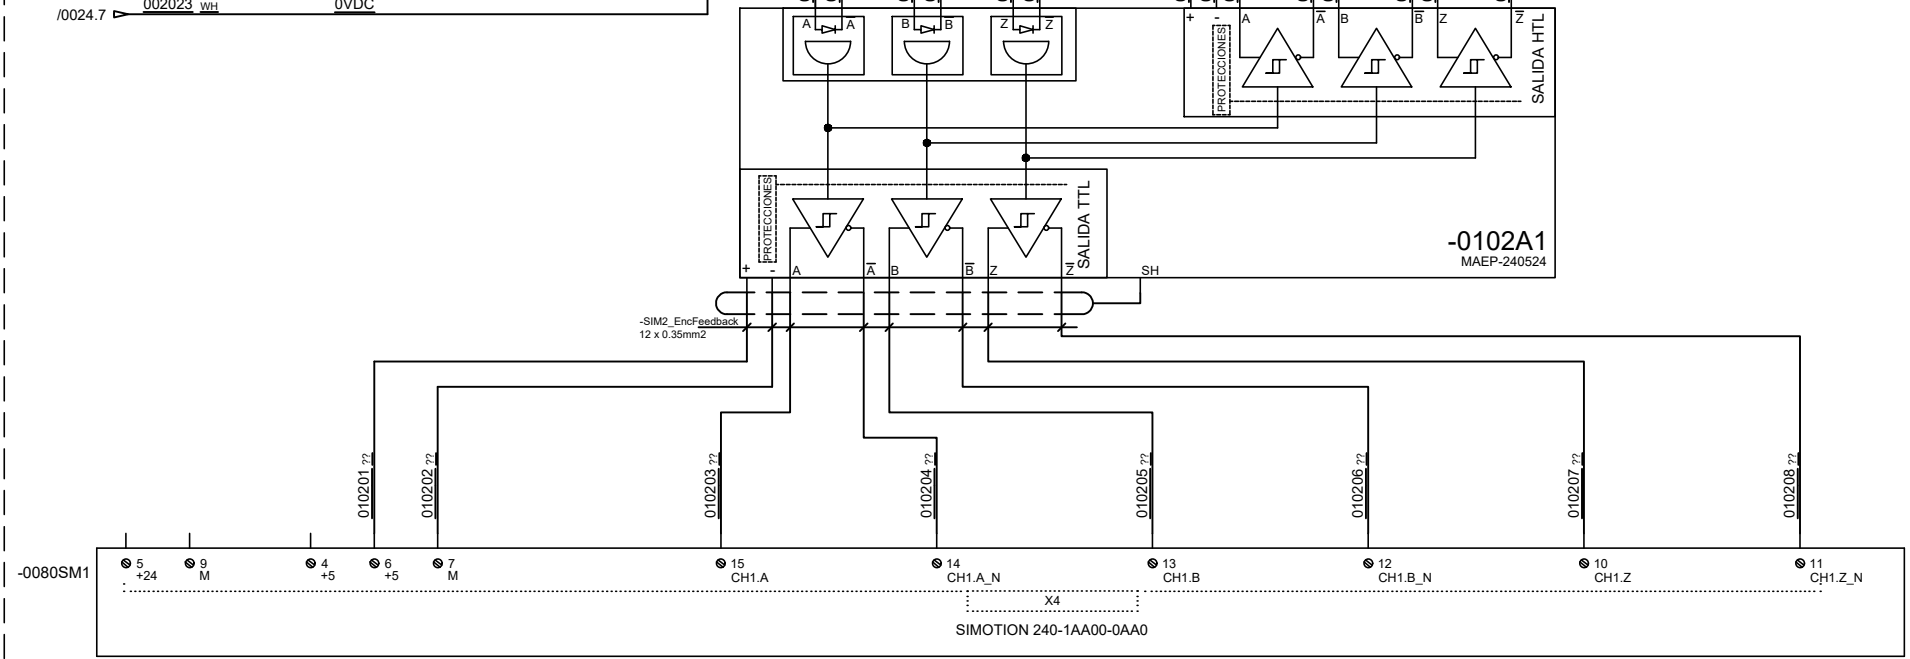 002023 WH 0VDC
/0024.7
A A̅ B B̅ Z Z̅
+ - A A̅ B B̅ Z Z̅
PROTECCIONES
SALIDA HTL
PROTECCIONES
SALIDA TTL
-0102A1
MAEP-240524
+ - A A̅ B B̅ Z Z̅ SH
-SIM2_EncFeedback
12 x 0.35mm2
010201 ??
010202 ??
010203 ??
010204 ??
010205 ??
010206 ??
010207 ??
010208 ??
-0080SM1
5 9 4 6 7 15 14 13 12 10 11
+24 M +5 +5 M CH1.A CH1.A_N CH1.B CH1.B_N CH1.Z CH1.Z_N
X4
SIMOTION 240-1AA00-0AA0